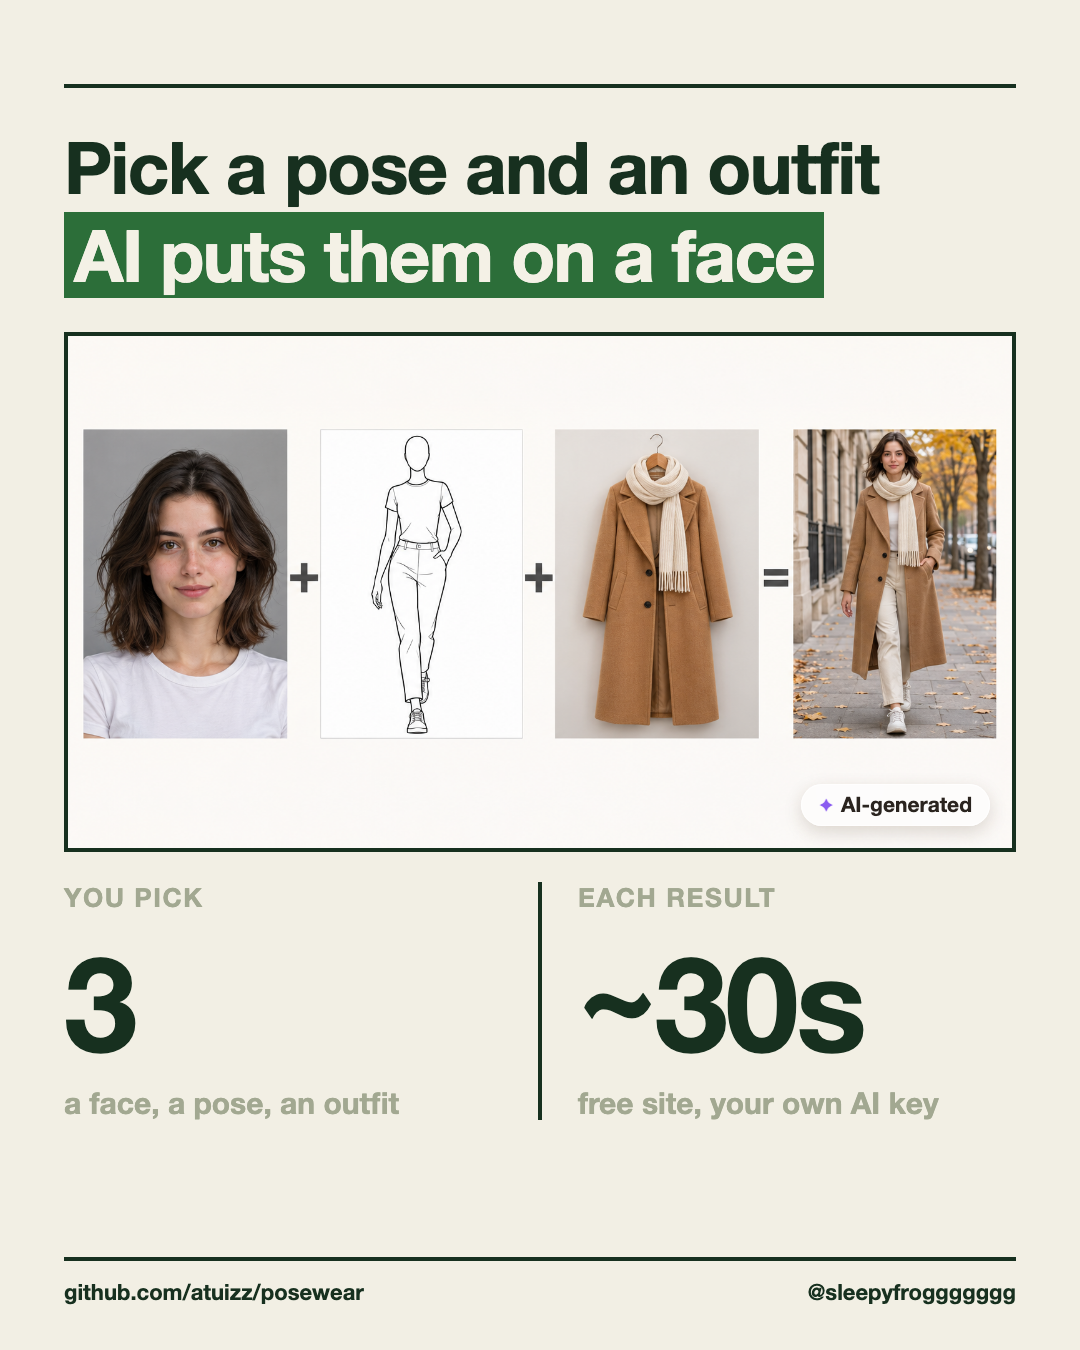 Pick a pose and an outfit
AI puts them on a face
+
+
=
AI-generated
YOU PICK
3
a face, a pose, an outfit
EACH RESULT
~30s
free site, your own AI key
github.com/atuizz/posewear
@sleepyfrogggggggg